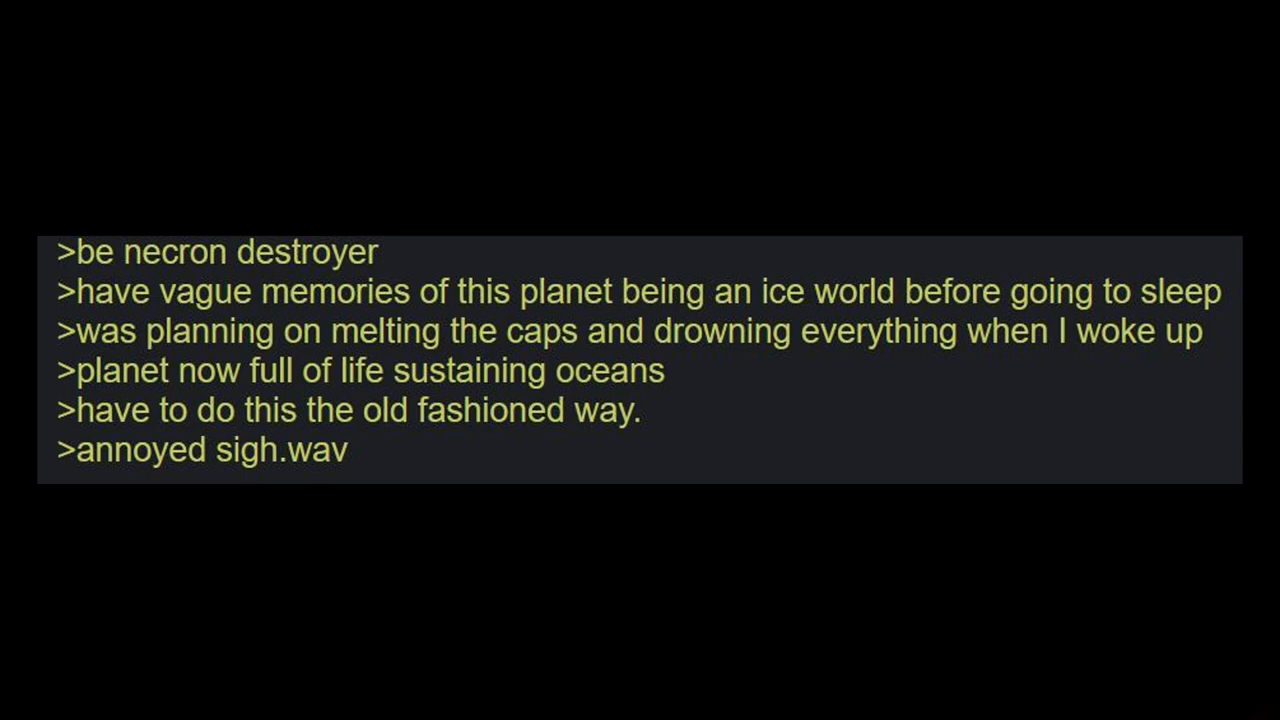 >be necron destroyer
>have vague memories of this planet being an ice world before going to sleep
>was planning on melting the caps and drowning everything when I woke up
>planet now full of life sustaining oceans
>have to do this the old fashioned way.
>annoyed sigh.wav